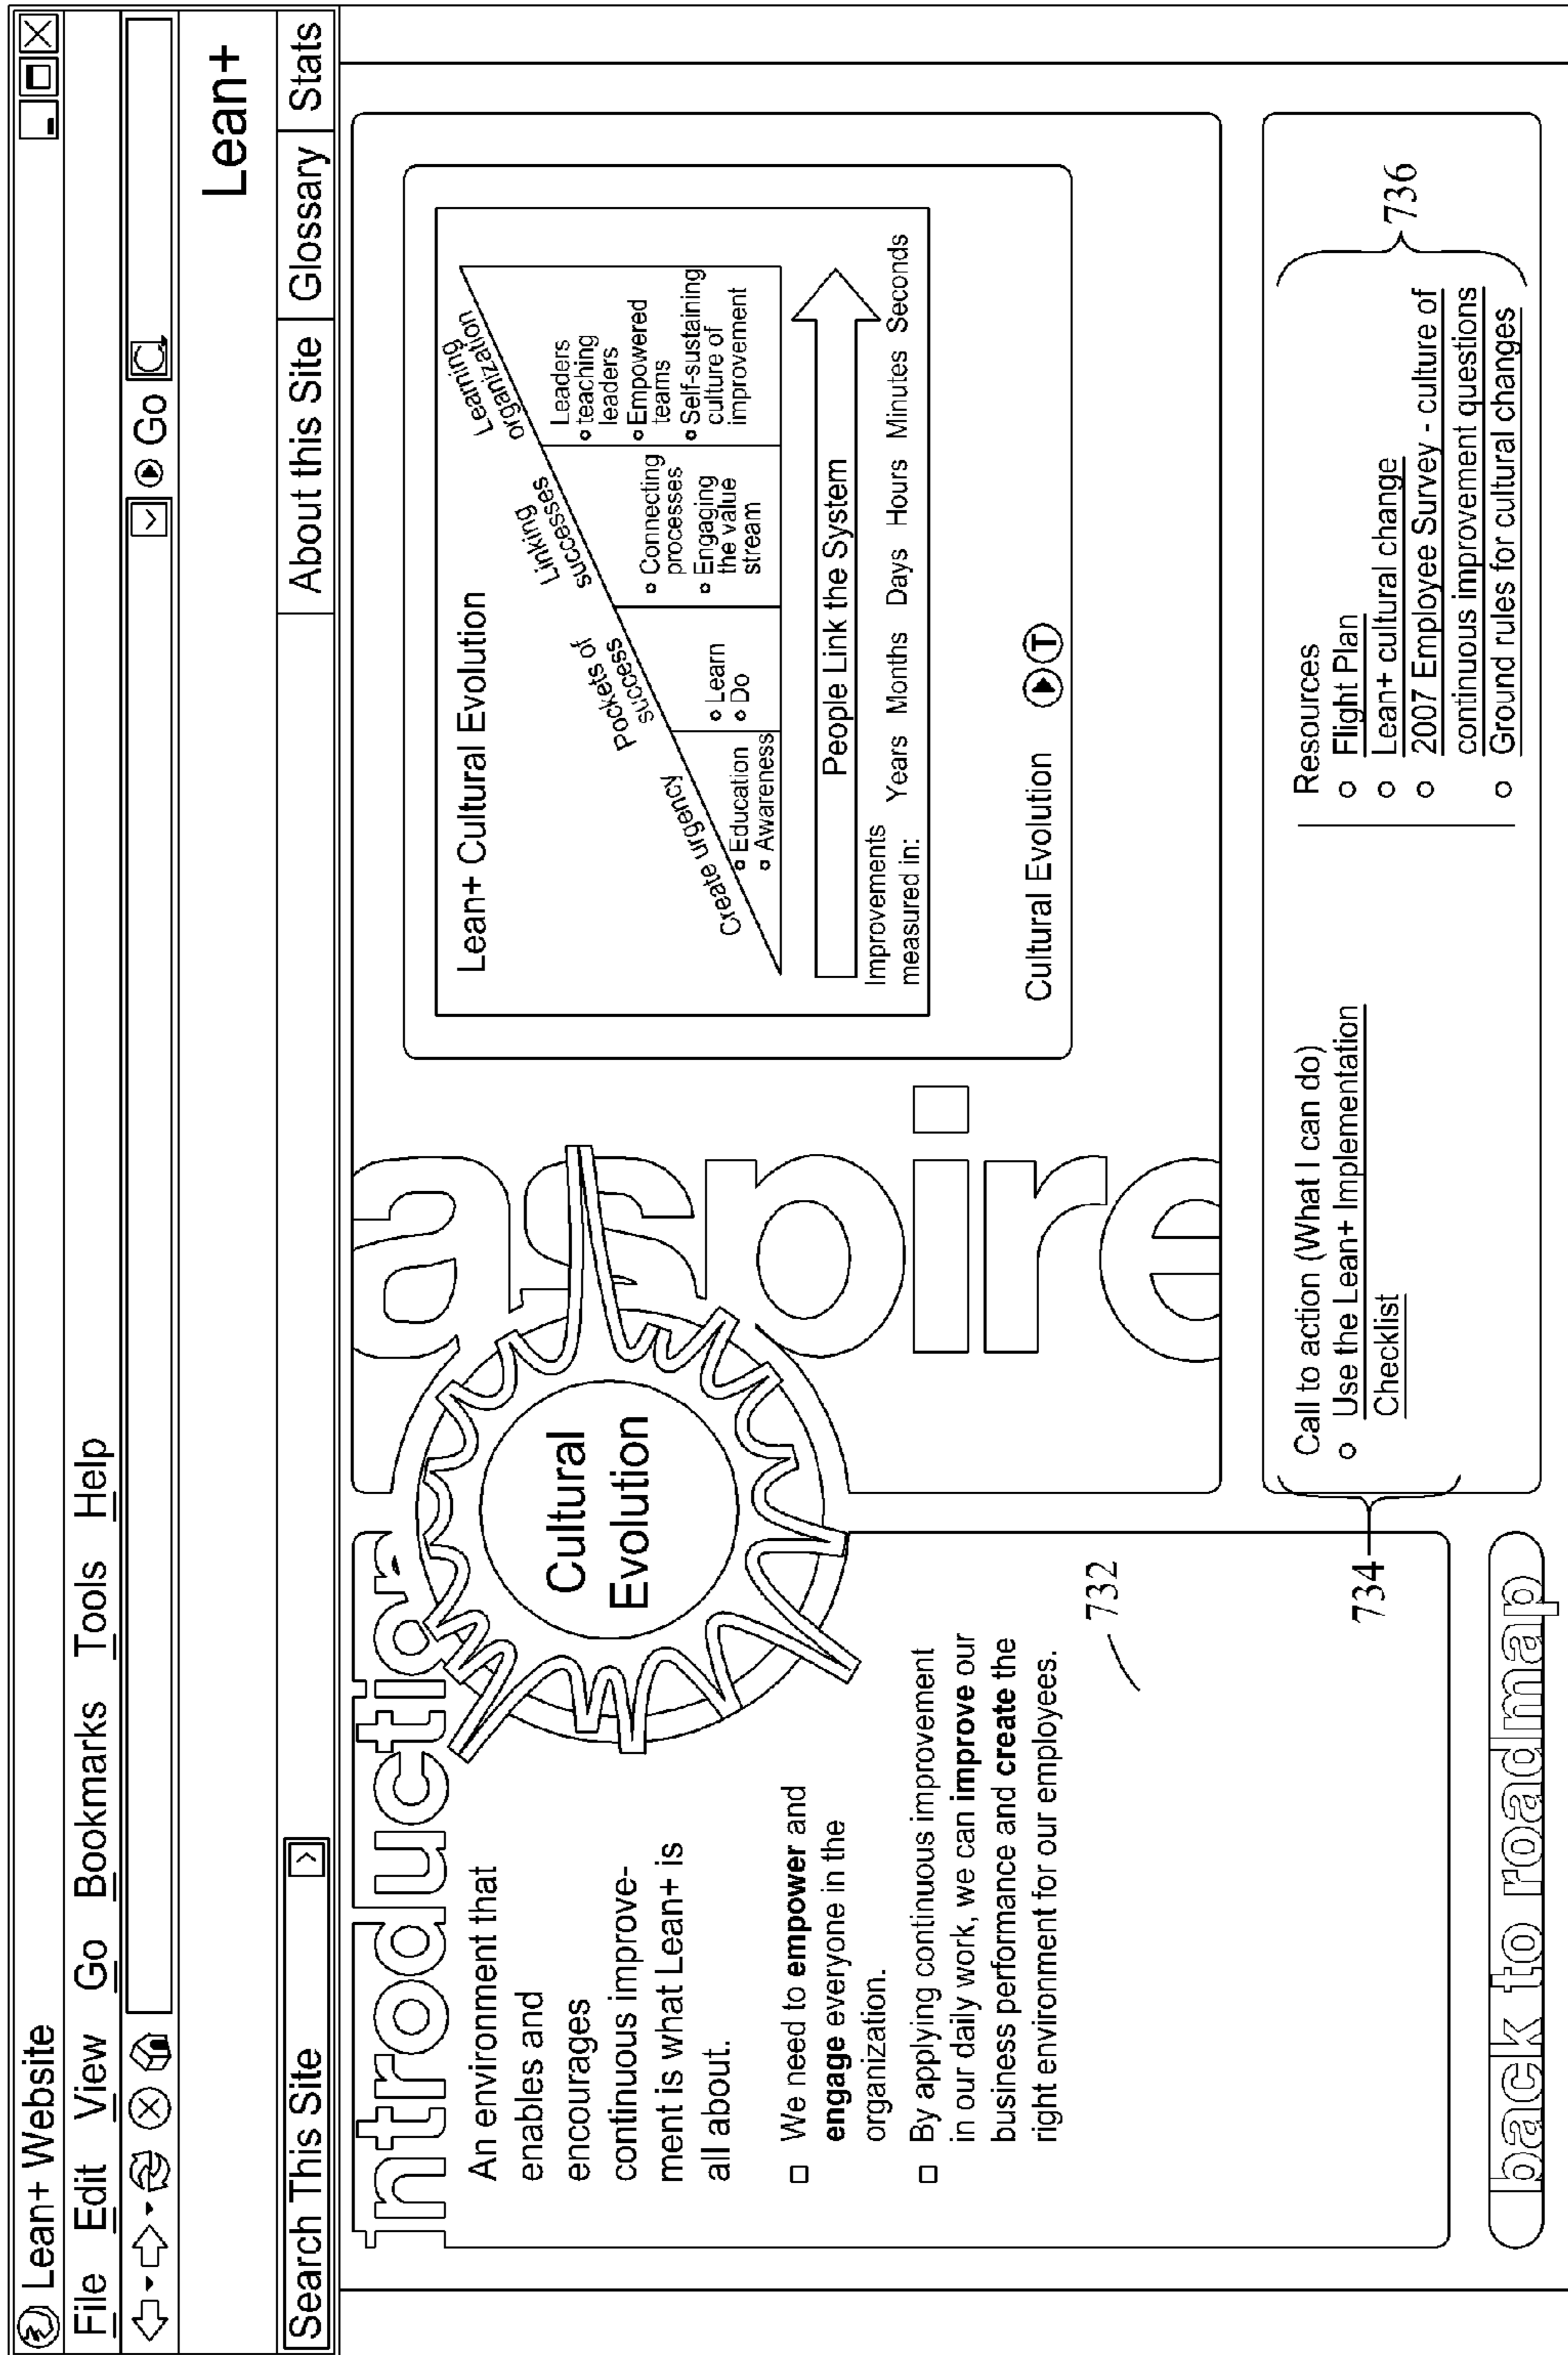 Lean+ Website
File Edit View Go Bookmarks Tools Help
Go
Lean+
Search This Site
About this Site Glossary Stats
Introduction
An environment that
enables and
encourages
continuous improve-
ment is what Lean+ is
all about.
We need to empower and
engage everyone in the
organization.
By applying continuous improvement
in our daily work, we can improve our
business performance and create the
right environment for our employees.
732
Cultural
Evolution
aspire
Lean+ Cultural Evolution
Create urgency
Pockets of
success
Linking
successes
Learning
organization
Education
Awareness
Learn
Do
Connecting
processes
Engaging
the value
stream
Leaders
teaching
leaders
Empowered
teams
Self-sustaining
culture of
improvement
People Link the System
Improvements
measured in:
Years Months Days Hours Minutes Seconds
Cultural Evolution T
734
Call to action (What I can do)
Use the Lean+ Implementation
Checklist
Resources
Flight Plan
Lean+ cultural change
2007 Employee Survey - culture of
continuous improvement questions
Ground rules for cultural changes
736
back to roadmap